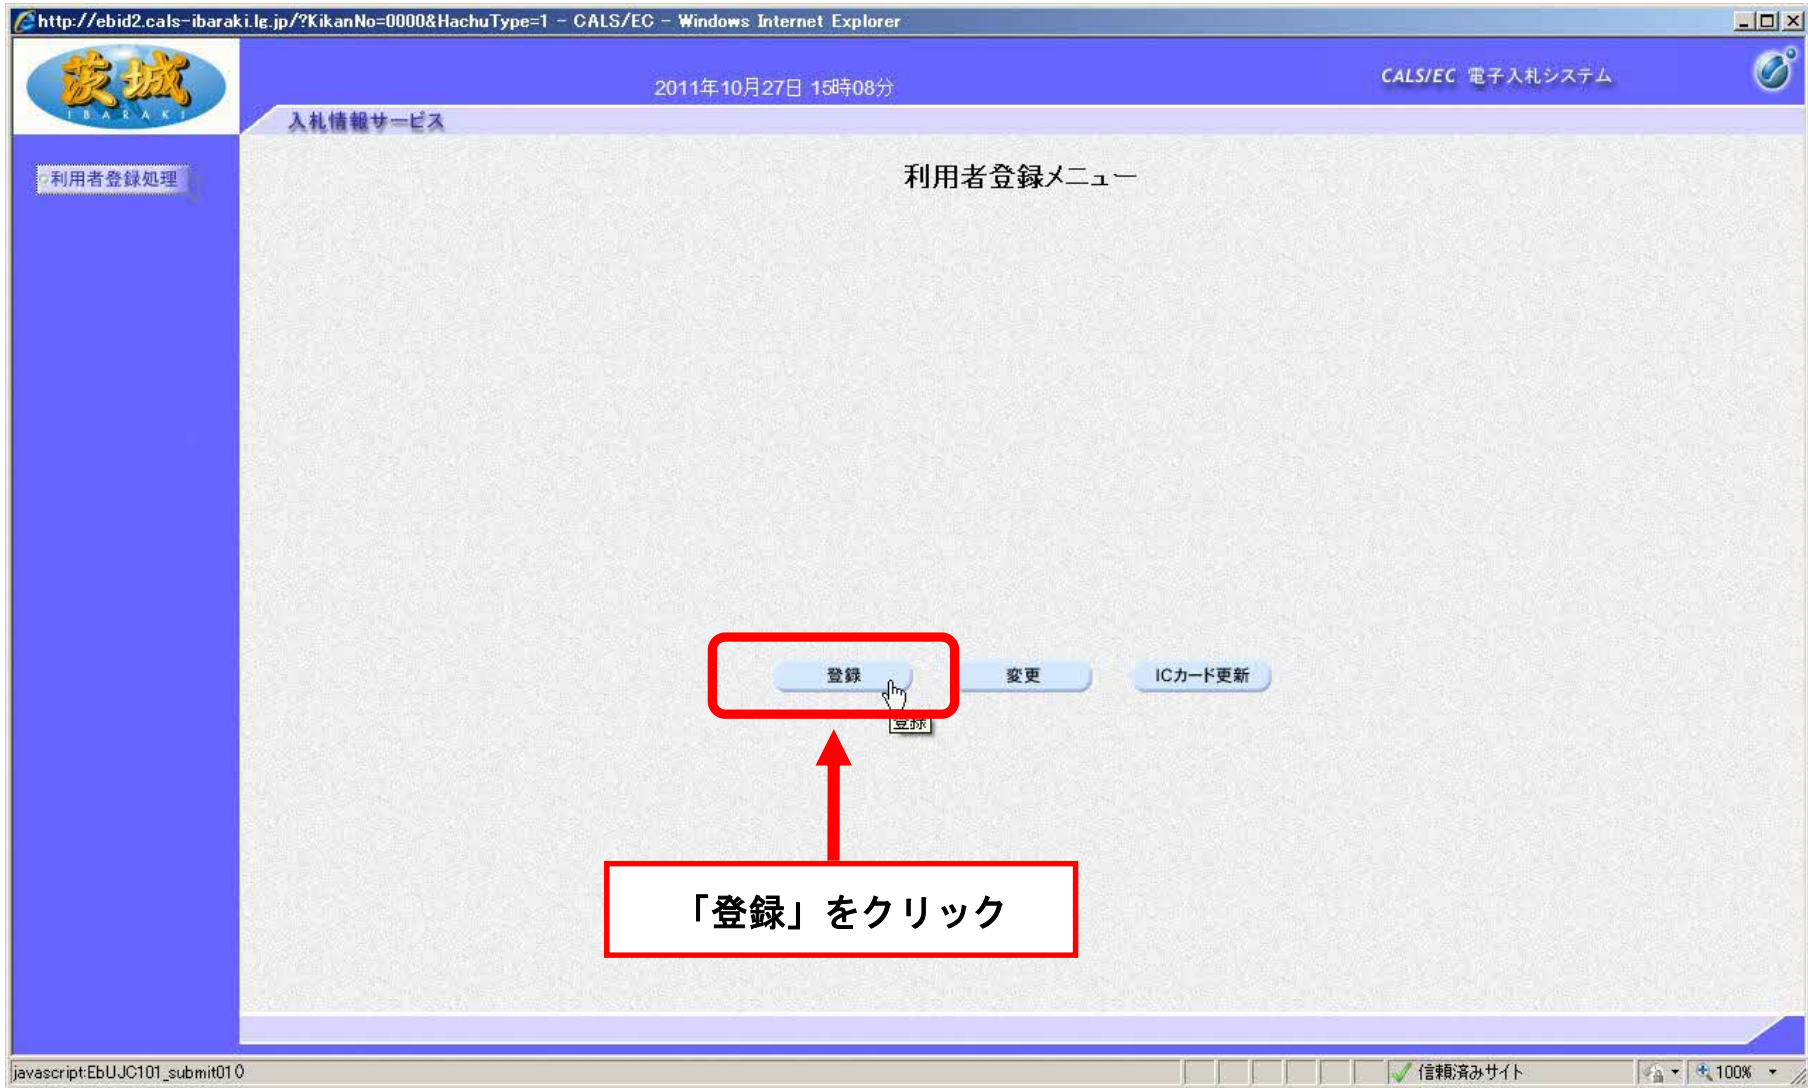 http://ebid2.cals-ibaraki.lg.jp/?KikanNo=0000&HachuType=1 - CALS/EC - Windows Internet Explorer
茨城
IBARAKI
2011年10月27日 15時08分
CALS/EC 電子入札システム
入札情報サービス
利用者登録処理
利用者登録メニュー
登録
変更
ICカード更新
登録
「登録」をクリック
javascript:EbUJC101_submit01()
信頼済みサイト
100%